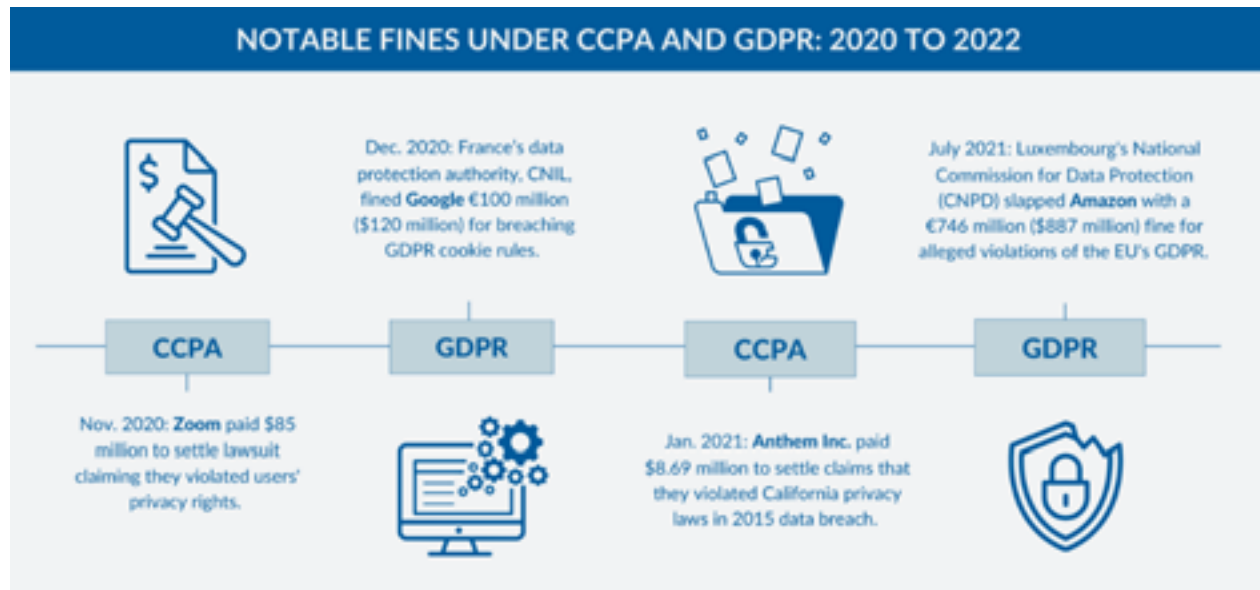 NOTABLE FINES UNDER CCPA AND GDPR: 2020 TO 2022
$
CCPA
Nov. 2020: Zoom paid $85
million to settle lawsuit
claiming they violated users'
privacy rights.
Dec. 2020: France's data
protection authority, CNIL,
fined Google €100 million
($120 million) for breaching
GDPR cookie rules.
GDPR
CCPA
Jan. 2021: Anthem Inc. paid
$8.69 million to settle claims that
they violated California privacy
laws in 2015 data breach.
July 2021: Luxembourg's National
Commission for Data Protection
(CNPD) slapped Amazon with a
€746 million ($887 million) fine for
alleged violations of the EU's GDPR.
GDPR